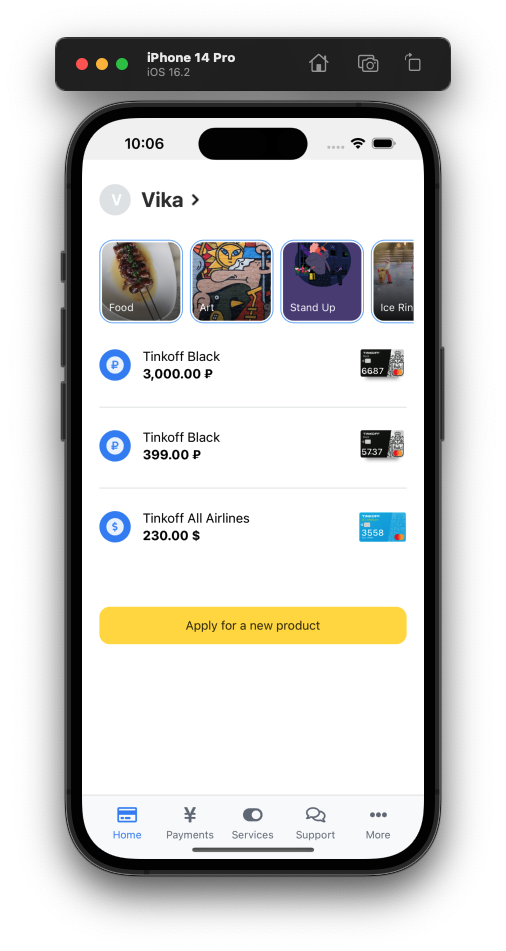 iPhone 14 Pro
iOS 16.2
10:06
V
Vika
Food
Art
Stand Up
Ice Rin
Tinkoff Black
3,000.00 ₽
TINKOFF
6687
Tinkoff Black
399.00 ₽
TINKOFF
5737
Tinkoff All Airlines
230.00 $
TINKOFF
3558
Apply for a new product
Home
Payments
Services
Support
More